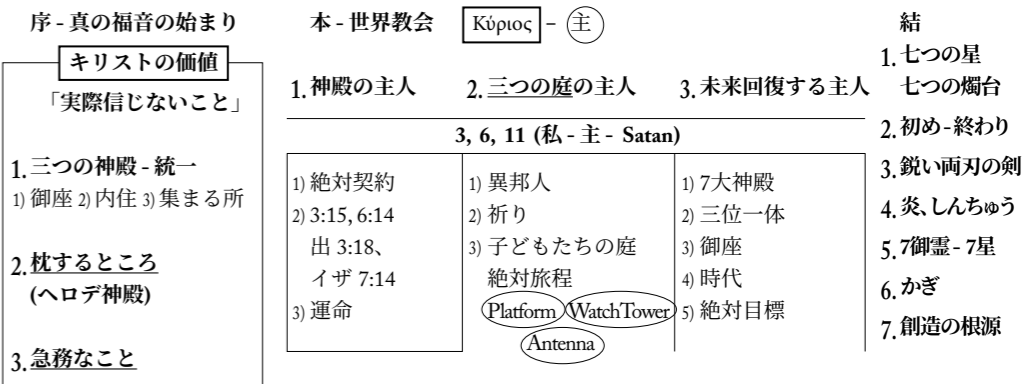 序 - 真の福音の始まり
キリストの価値
「実際信じないこと」
1. 三つの神殿 - 統一
1) 御座 2) 内住 3) 集まる所
2. 枕するところ
(ヘロデ神殿)
3. 急務なこと
本 - 世界教会 Κύριος - 主
1. 神殿の主人 2. 三つの庭の主人 3. 未来回復する主人
3, 6, 11 (私 - 主 - Satan)
1) 絶対契約
2) 3:15, 6:14
出 3:18、
イザ 7:14
3) 運命
1) 異邦人
2) 祈り
3) 子どもたちの庭
絶対旅程
Platform WatchTower
Antenna
1) 7大神殿
2) 三位一体
3) 御座
4) 時代
5) 絶対目標
結
1. 七つの星
七つの燭台
2. 初め-終わり
3. 鋭い両刃の剣
4. 炎、しんちゅう
5. 7御霊 - 7星
6. かぎ
7. 創造の根源